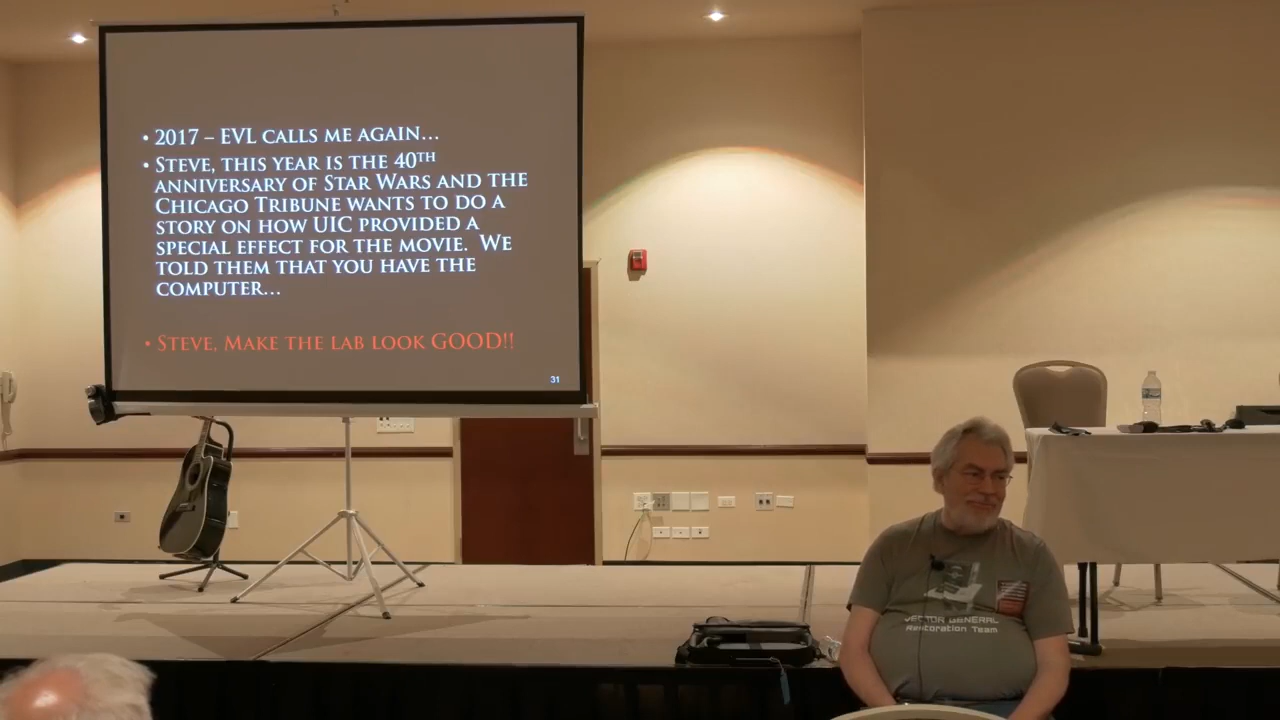 • 2017 – EVL calls me again…
• Steve, this year is the 40th
anniversary of Star Wars and the
Chicago Tribune wants to do a
story on how UIC provided a
special effect for the movie. We
told them that you have the
computer…
• Steve, Make the lab look GOOD!!
31
VECTOR GENERAL
Restoration Team